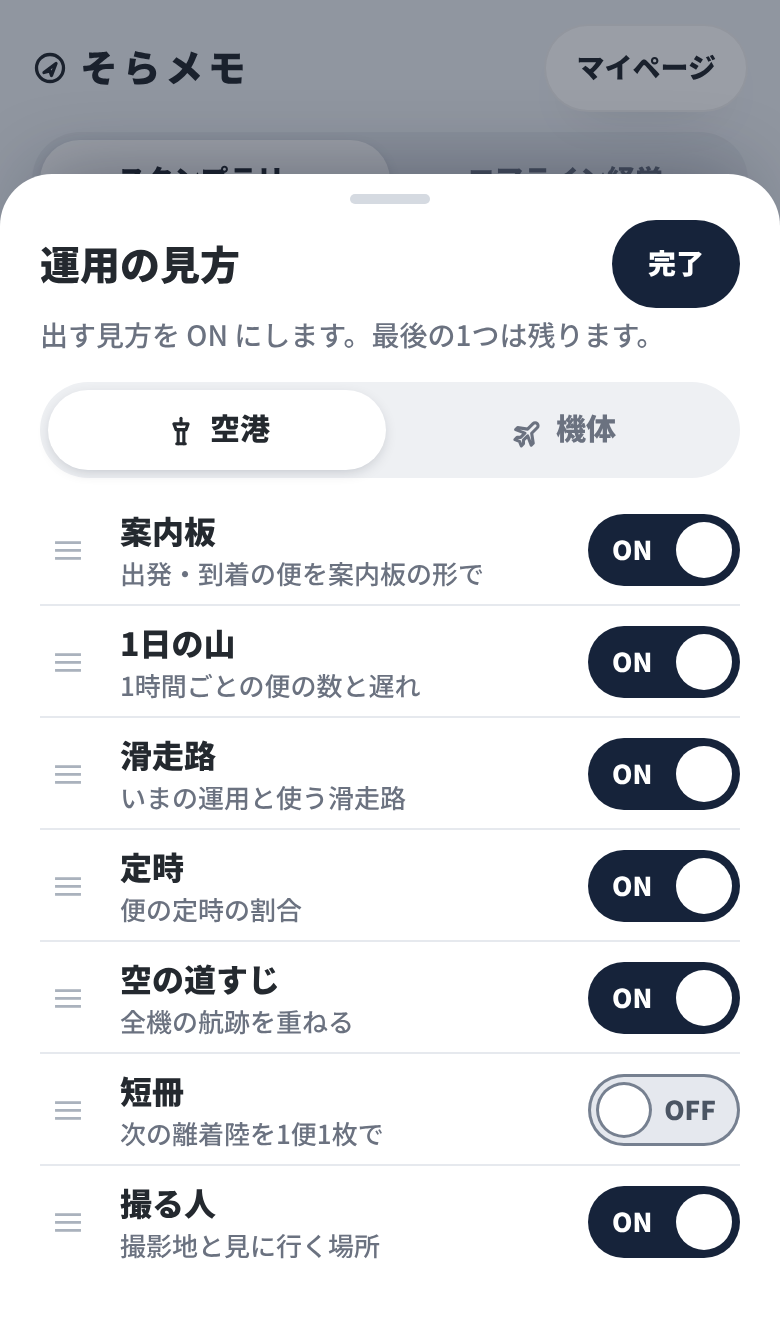 そらメモ
マイページ
運用の見方
完了
出す見方を ON にします。最後の1つは残ります。
空港
機体
案内板
出発・到着の便を案内板の形で
ON
1日の山
1時間ごとの便の数と遅れ
ON
滑走路
いまの運用と使う滑走路
ON
定時
便の定時の割合
ON
空の道すじ
全機の航跡を重ねる
ON
短冊
次の離着陸を1便1枚で
OFF
撮る人
撮影地と見に行く場所
ON